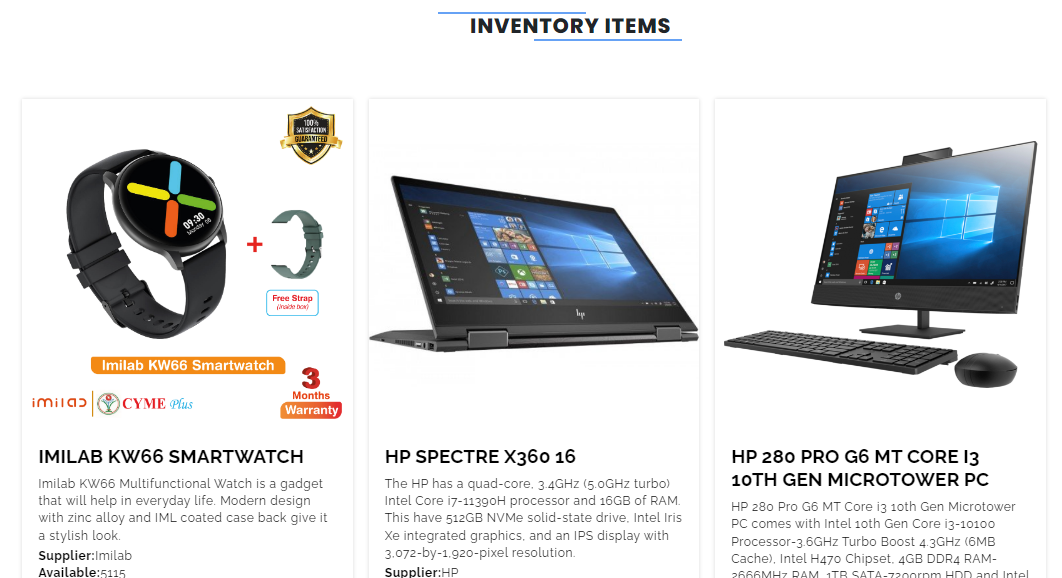 INVENTORY ITEMS
100%
SATISFACTION
GUARANTEED
09:30
+
Free Strap
(Inside box)
Imilab KW66 Smartwatch
imilab
CYME Plus
3
Months
Warranty
hp
hp
IMILAB KW66 SMARTWATCH
Imilab KW66 Multifunctional Watch is a gadget
that will help in everyday life. Modern design
with zinc alloy and IML coated case back give it
a stylish look.
Supplier:Imilab
Available:5115
HP SPECTRE X360 16
The HP has a quad-core, 3.4GHz (5.0GHz turbo)
Intel Core i7-11390H processor and 16GB of RAM.
This have 512GB NVMe solid-state drive, Intel Iris
Xe integrated graphics, and an IPS display with
3,072-by-1,920-pixel resolution.
Supplier:HP
HP 280 PRO G6 MT CORE I3
10TH GEN MICROTOWER PC
HP 280 Pro G6 MT Core i3 10th Gen Microtower
PC comes with Intel 10th Gen Core i3-10100
Processor-3.6GHz Turbo Boost 4.3GHz (6MB
Cache), Intel H470 Chipset, 4GB DDR4 RAM-
2666MHz RAM, 1TB SATA-7200rpm HDD and Intel